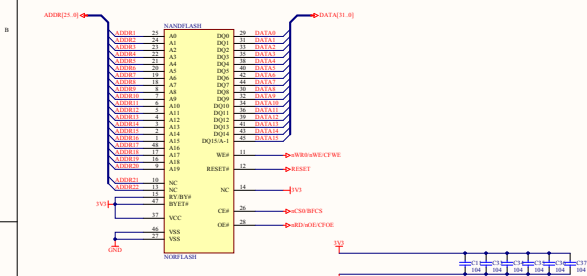 ADDR[25..0]
DATA[31..0]
B
NANDFLASH
ADDR1 25 A0 DQ0 29 DATA0
ADDR2 24 A1 DQ1 31 DATA1
ADDR3 23 A2 DQ2 33 DATA2
ADDR4 22 A3 DQ3 35 DATA3
ADDR5 21 A4 DQ4 38 DATA4
ADDR6 20 A5 DQ5 40 DATA5
ADDR7 19 A6 DQ6 42 DATA6
ADDR8 18 A7 DQ7 44 DATA7
ADDR9 8 A8 DQ8 30 DATA8
ADDR10 7 A9 DQ9 32 DATA9
ADDR11 6 A10 DQ10 34 DATA10
ADDR12 5 A11 DQ11 36 DATA11
ADDR13 4 A12 DQ12 39 DATA12
ADDR14 3 A13 DQ13 41 DATA13
ADDR15 2 A14 DQ14 43 DATA14
ADDR16 1 A15 DQ15/A-1 45 DATA15
ADDR17 48 A16
ADDR18 17 A17 WE# 11 nWB0/nWE/CFWE
ADDR19 16 A18
ADDR20 9 A19 RESET# 12 RESET
ADDR21 10 NC
ADDR22 13 NC NC 14 3V3
15 RY/BY#
3V3 47 BYET#
37 VCC CE# 26 nCS0/BFCS
OE# 28 nRD/nOE/CFOE
46 VSS
27 VSS
GND
NORFLASH
3V3
C37
104 104 104 104 104 104